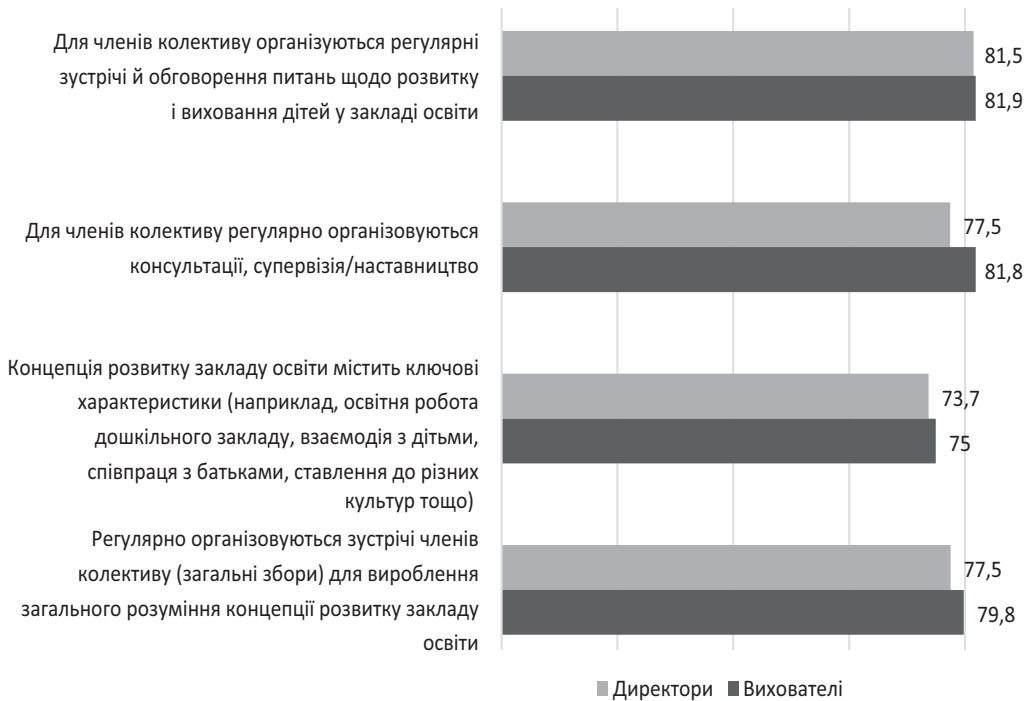 Для членів колективу організуються регулярні
зустрічі й обговорення питань щодо розвитку
і виховання дітей у закладі освіти
81,5
81,9
Для членів колективу регулярно організовуються
консультації, супервізія/наставництво
77,5
81,8
Концепція розвитку закладу освіти містить ключові
характеристики (наприклад, освітня робота
дошкільного закладу, взаємодія з дітьми,
співпраця з батьками, ставлення до різних
культур тощо)
73,7
75
Регулярно організовуються зустрічі членів
колективу (загальні збори) для вироблення
загального розуміння концепції розвитку закладу
освіти
77,5
79,8
Директори Вихователі